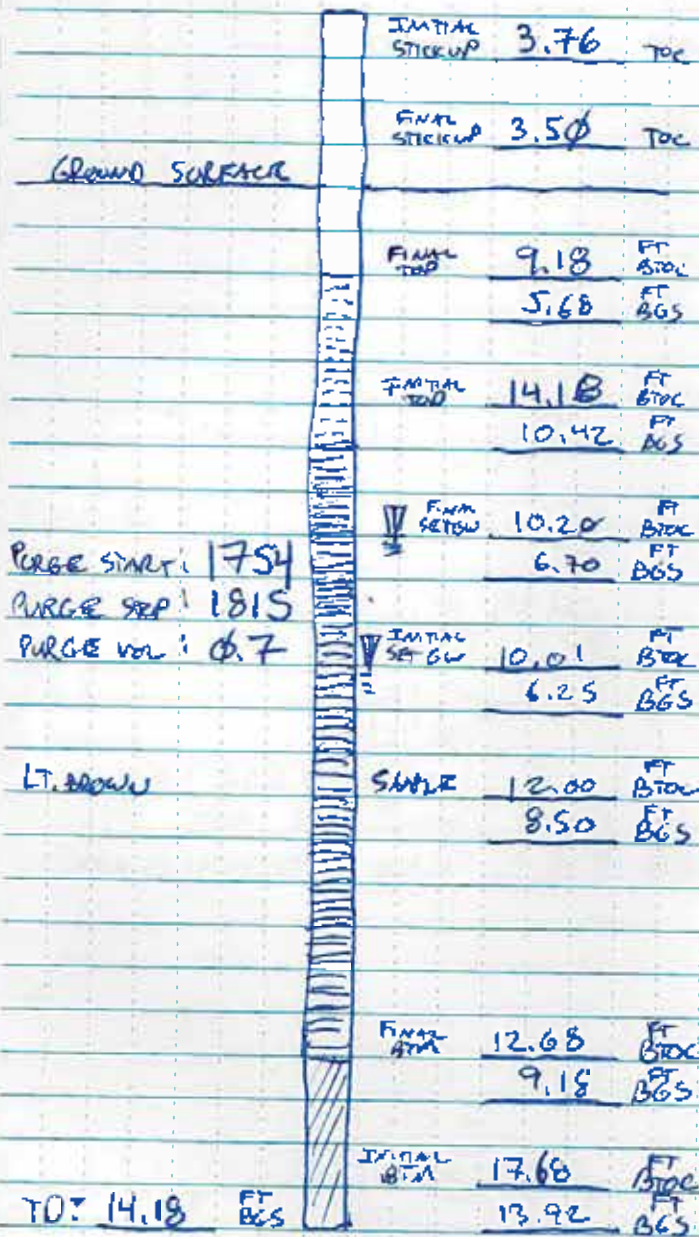 INITIAL STICKUP 3.76 TOC
FINAL STICKUP 3.5Ø TOC
GROUND SURFACE
FINAL TOP 9.18 FT BTOC
5.68 FT BGS
INITIAL TOP 14.18 FT BTOC
10.42 FT BGS
FINAL SET GW 10.20 FT BTOC
6.70 FT BGS
PURGE START: 1754
PURGE STP: 1815
PURGE VOL: Ø.7
INITIAL SET GW 10.01 FT BTOC
6.25 FT BGS
LT. BROWN
SAMPLE 12.00 FT BTOC
8.50 FT BGS
FINAL BTM 12.68 FT BTOC
9.18 FT BGS
INITIAL BTM 17.68 FT BTOC
13.92 FT BGS
TD: 14.18 FT BGS